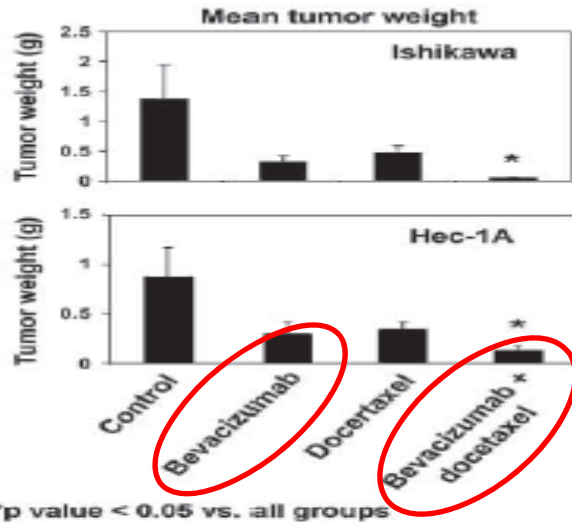 Mean tumor weight
Ishikawa
Tumor weight (g)
2.5
2
1.5
1
0.5
0
*
Hec-1A
Tumor weight (g)
1.5
1
0.5
0
*
Control
Bevacizumab
Docertaxel
Bevacizumab +
docetaxel
*p value < 0.05 vs. all groups